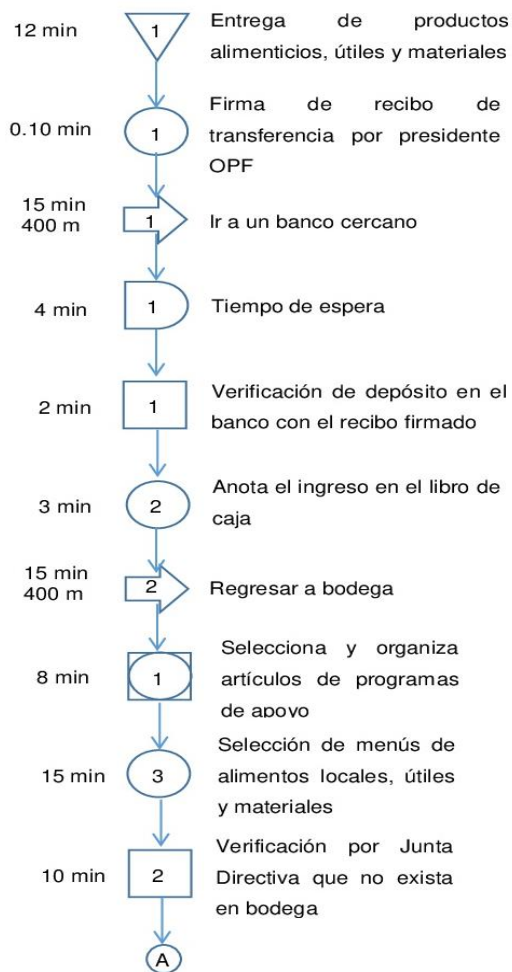 12 min
1
Entrega de productos
alimenticios, útiles y materiales
0.10 min
1
Firma de recibo de
transferencia por presidente
OPF
15 min
400 m
1
Ir a un banco cercano
4 min
1
Tiempo de espera
2 min
1
Verificación de depósito en el
banco con el recibo firmado
3 min
2
Anota el ingreso en el libro de
caja
15 min
400 m
2
Regresar a bodega
8 min
1
Selecciona y organiza
artículos de programas
de apoyo
15 min
3
Selección de menús de
alimentos locales, útiles
y materiales
10 min
2
Verificación por Junta
Directiva que no exista
en bodega
A